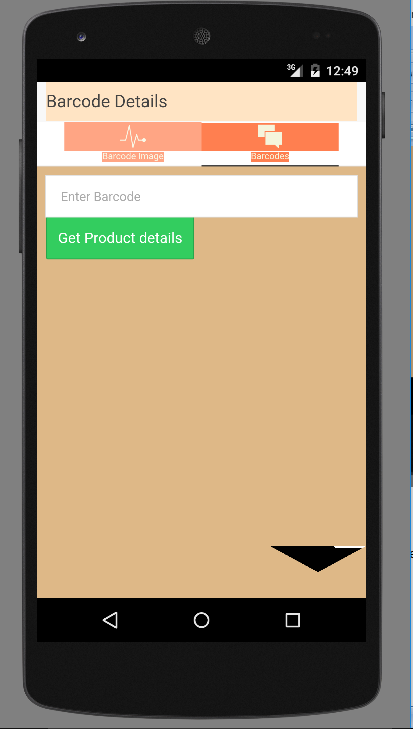 3G 12:49
Barcode Details
Barcode Image Barcodes
Enter Barcode
Get Product details